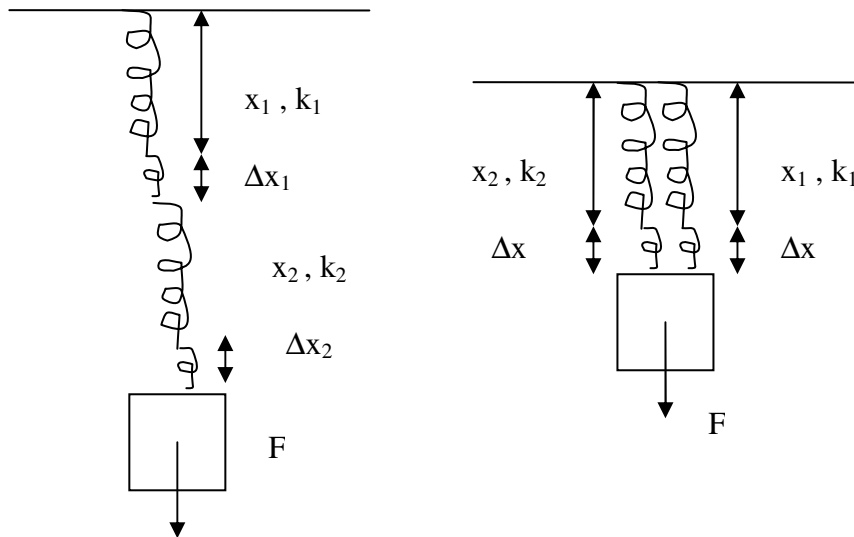 x₁ , k₁
Δx₁
x₂ , k₂
Δx₂
F
x₂ , k₂
x₁ , k₁
Δx
Δx
F